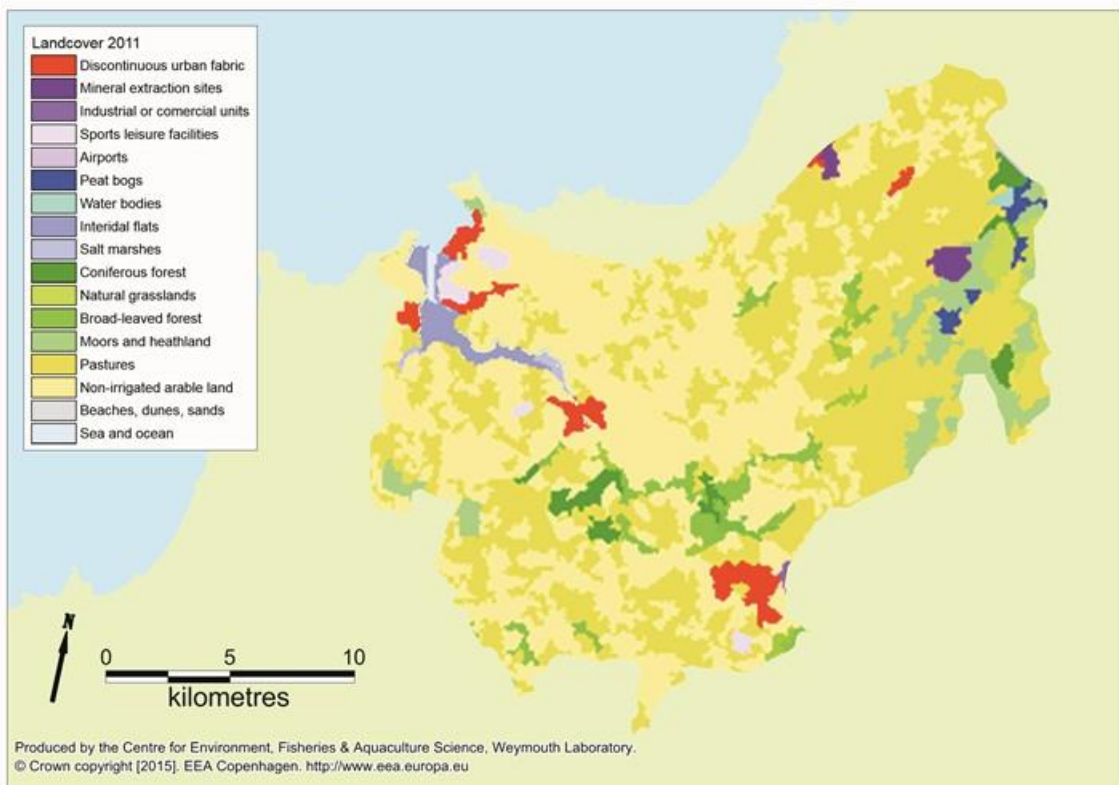 Landcover 2011
Discontinuous urban fabric
Mineral extraction sites
Industrial or comercial units
Sports leisure facilities
Airports
Peat bogs
Water bodies
Interidal flats
Salt marshes
Coniferous forest
Natural grasslands
Broad-leaved forest
Moors and heathland
Pastures
Non-irrigated arable land
Beaches, dunes, sands
Sea and ocean
N
0 5 10
kilometres
Produced by the Centre for Environment, Fisheries & Aquaculture Science, Weymouth Laboratory.
© Crown copyright [2015]. EEA Copenhagen. http://www.eea.europa.eu